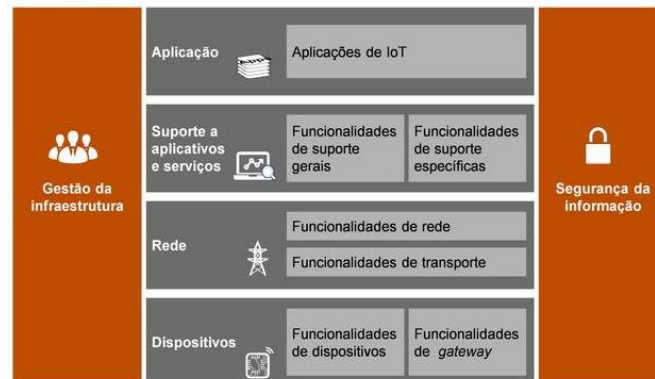 Gestão da
infraestrutura
Aplicação
Apps
Aplicações de IoT
Suporte a
aplicativos
e serviços
Funcionalidades
de suporte
gerais
Funcionalidades
de suporte
específicas
Rede
Funcionalidades de rede
Funcionalidades de transporte
Dispositivos
Funcionalidades
de dispositivos
Funcionalidades
de gateway
Segurança da
informação